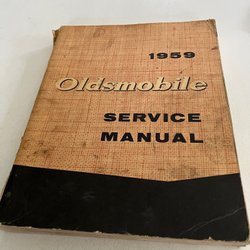 1959
Oldsmobile
SERVICE
MANUAL